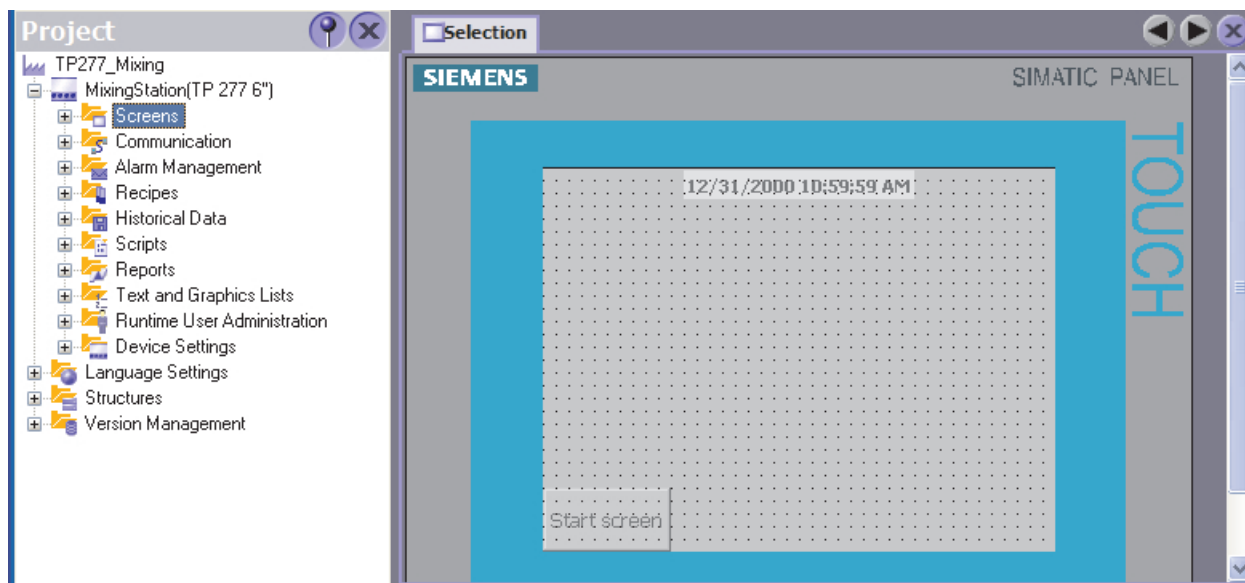 Project
TP277_Mixing
MixingStation(TP 277 6")
Screens
Communication
Alarm Management
Recipes
Historical Data
Scripts
Reports
Text and Graphics Lists
Runtime User Administration
Device Settings
Language Settings
Structures
Version Management
Selection
SIEMENS
SIMATIC PANEL
TOUCH
12/31/2000 10:59:59 AM
Start screen